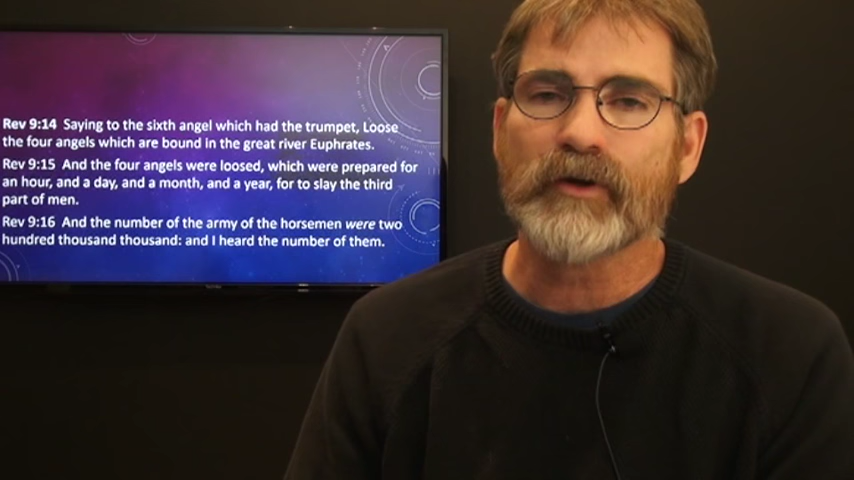 Rev 9:14 Saying to the sixth angel which had the trumpet, Loose
the four angels which are bound in the great river Euphrates.
Rev 9:15 And the four angels were loosed, which were prepared for
an hour, and a day, and a month, and a year, for to slay the third
part of men.
Rev 9:16 And the number of the army of the horsemen were two
hundred thousand thousand: and I heard the number of them.